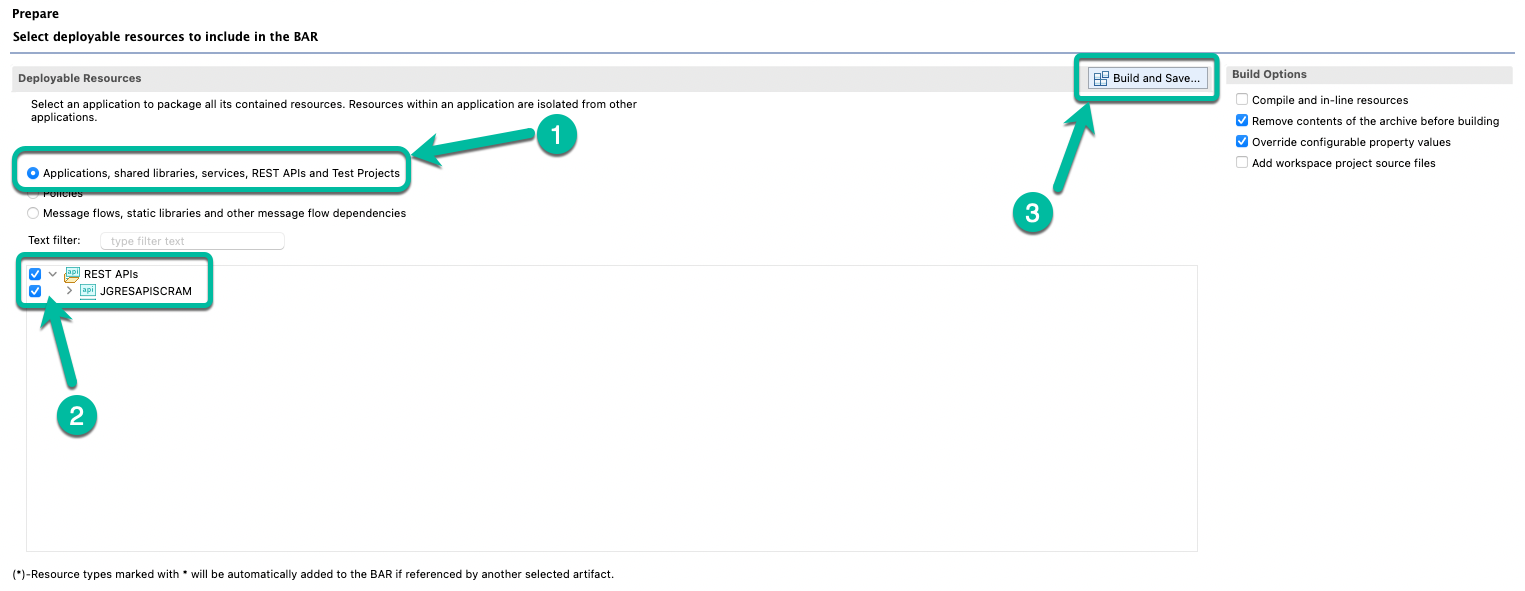 Prepare
Select deployable resources to include in the BAR
Deployable Resources
Build and Save...
Build Options
Select an application to package all its contained resources. Resources within an application are isolated from other
applications.
Compile and in-line resources
Remove contents of the archive before building
Override configurable property values
Add workspace project source files
1
Applications, shared libraries, services, REST APIs and Test Projects
Policies
Message flows, static libraries and other message flow dependencies
3
Text filter: type filter text
api REST APIs
api JGRESAPISCRAM
2
(*)-Resource types marked with * will be automatically added to the BAR if referenced by another selected artifact.